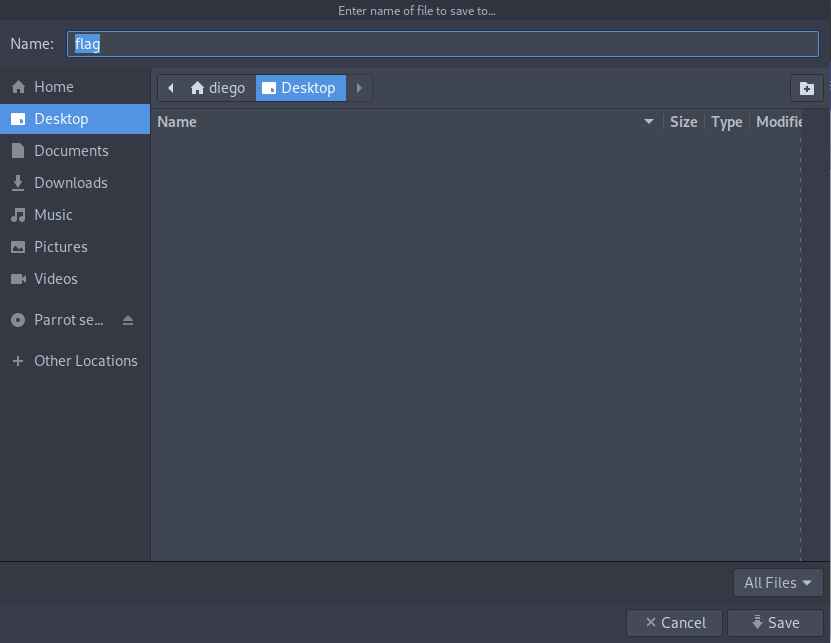 Enter name of file to save to...
Name: flag
Home
Desktop
Documents
Downloads
Music
Pictures
Videos
Parrot se...
Other Locations
diego Desktop
Name Size Type Modifie
All Files
Cancel Save